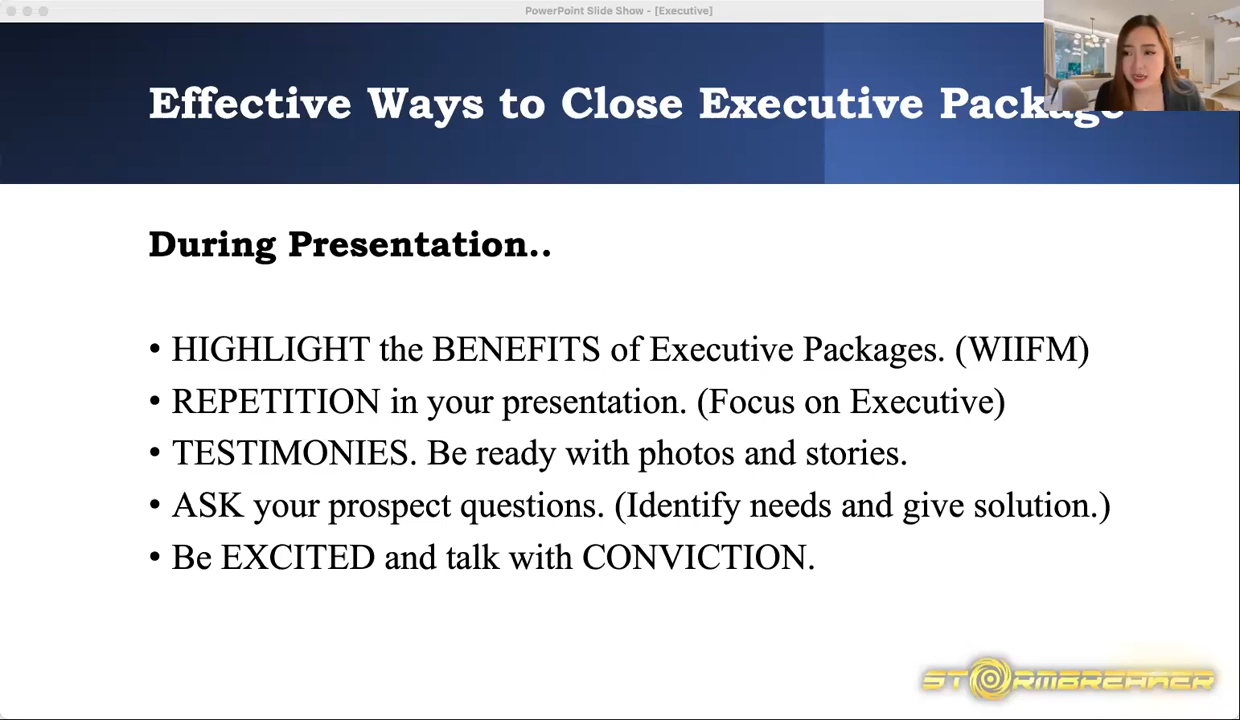 PowerPoint Slide Show - [Executive]
Effective Ways to Close Executive Package
During Presentation..
• HIGHLIGHT the BENEFITS of Executive Packages. (WIIFM)
• REPETITION in your presentation. (Focus on Executive)
• TESTIMONIES. Be ready with photos and stories.
• ASK your prospect questions. (Identify needs and give solution.)
• Be EXCITED and talk with CONVICTION.
STORMBREAKER